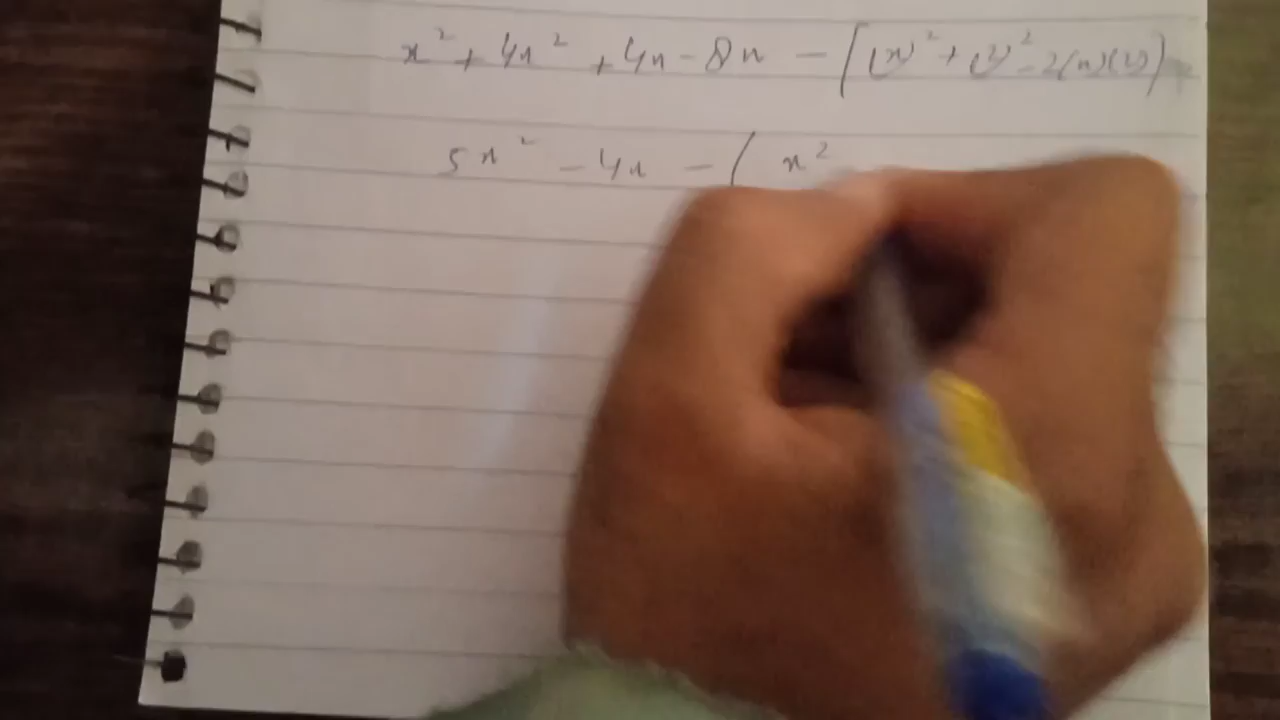 x² + 4x² + 4x - 8x - ((x)² + (2)² - 2(x)(2))
5x² - 4x - ( x²